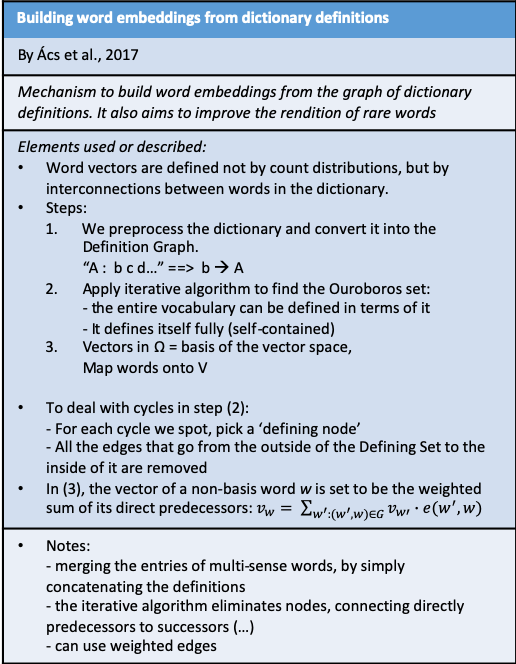 Building word embeddings from dictionary definitions
By Ács et al., 2017
Mechanism to build word embeddings from the graph of dictionary
definitions. It also aims to improve the rendition of rare words
Elements used or described:
• Word vectors are defined not by count distributions, but by
interconnections between words in the dictionary.
• Steps:
1. We preprocess the dictionary and convert it into the
Definition Graph.
“A : b c d…” ==> b → A
2. Apply iterative algorithm to find the Ouroboros set:
- the entire vocabulary can be defined in terms of it
- It defines itself fully (self-contained)
3. Vectors in Ω = basis of the vector space,
Map words onto V
• To deal with cycles in step (2):
- For each cycle we spot, pick a ‘defining node’
- All the edges that go from the outside of the Defining Set to the
inside of it are removed
• In (3), the vector of a non-basis word w is set to be the weighted
sum of its direct predecessors: v_w = ∑_{w′:(w′,w)∈G} v_{w′} · e(w′, w)
• Notes:
- merging the entries of multi-sense words, by simply
concatenating the definitions
- the iterative algorithm eliminates nodes, connecting directly
predecessors to successors (…)
- can use weighted edges